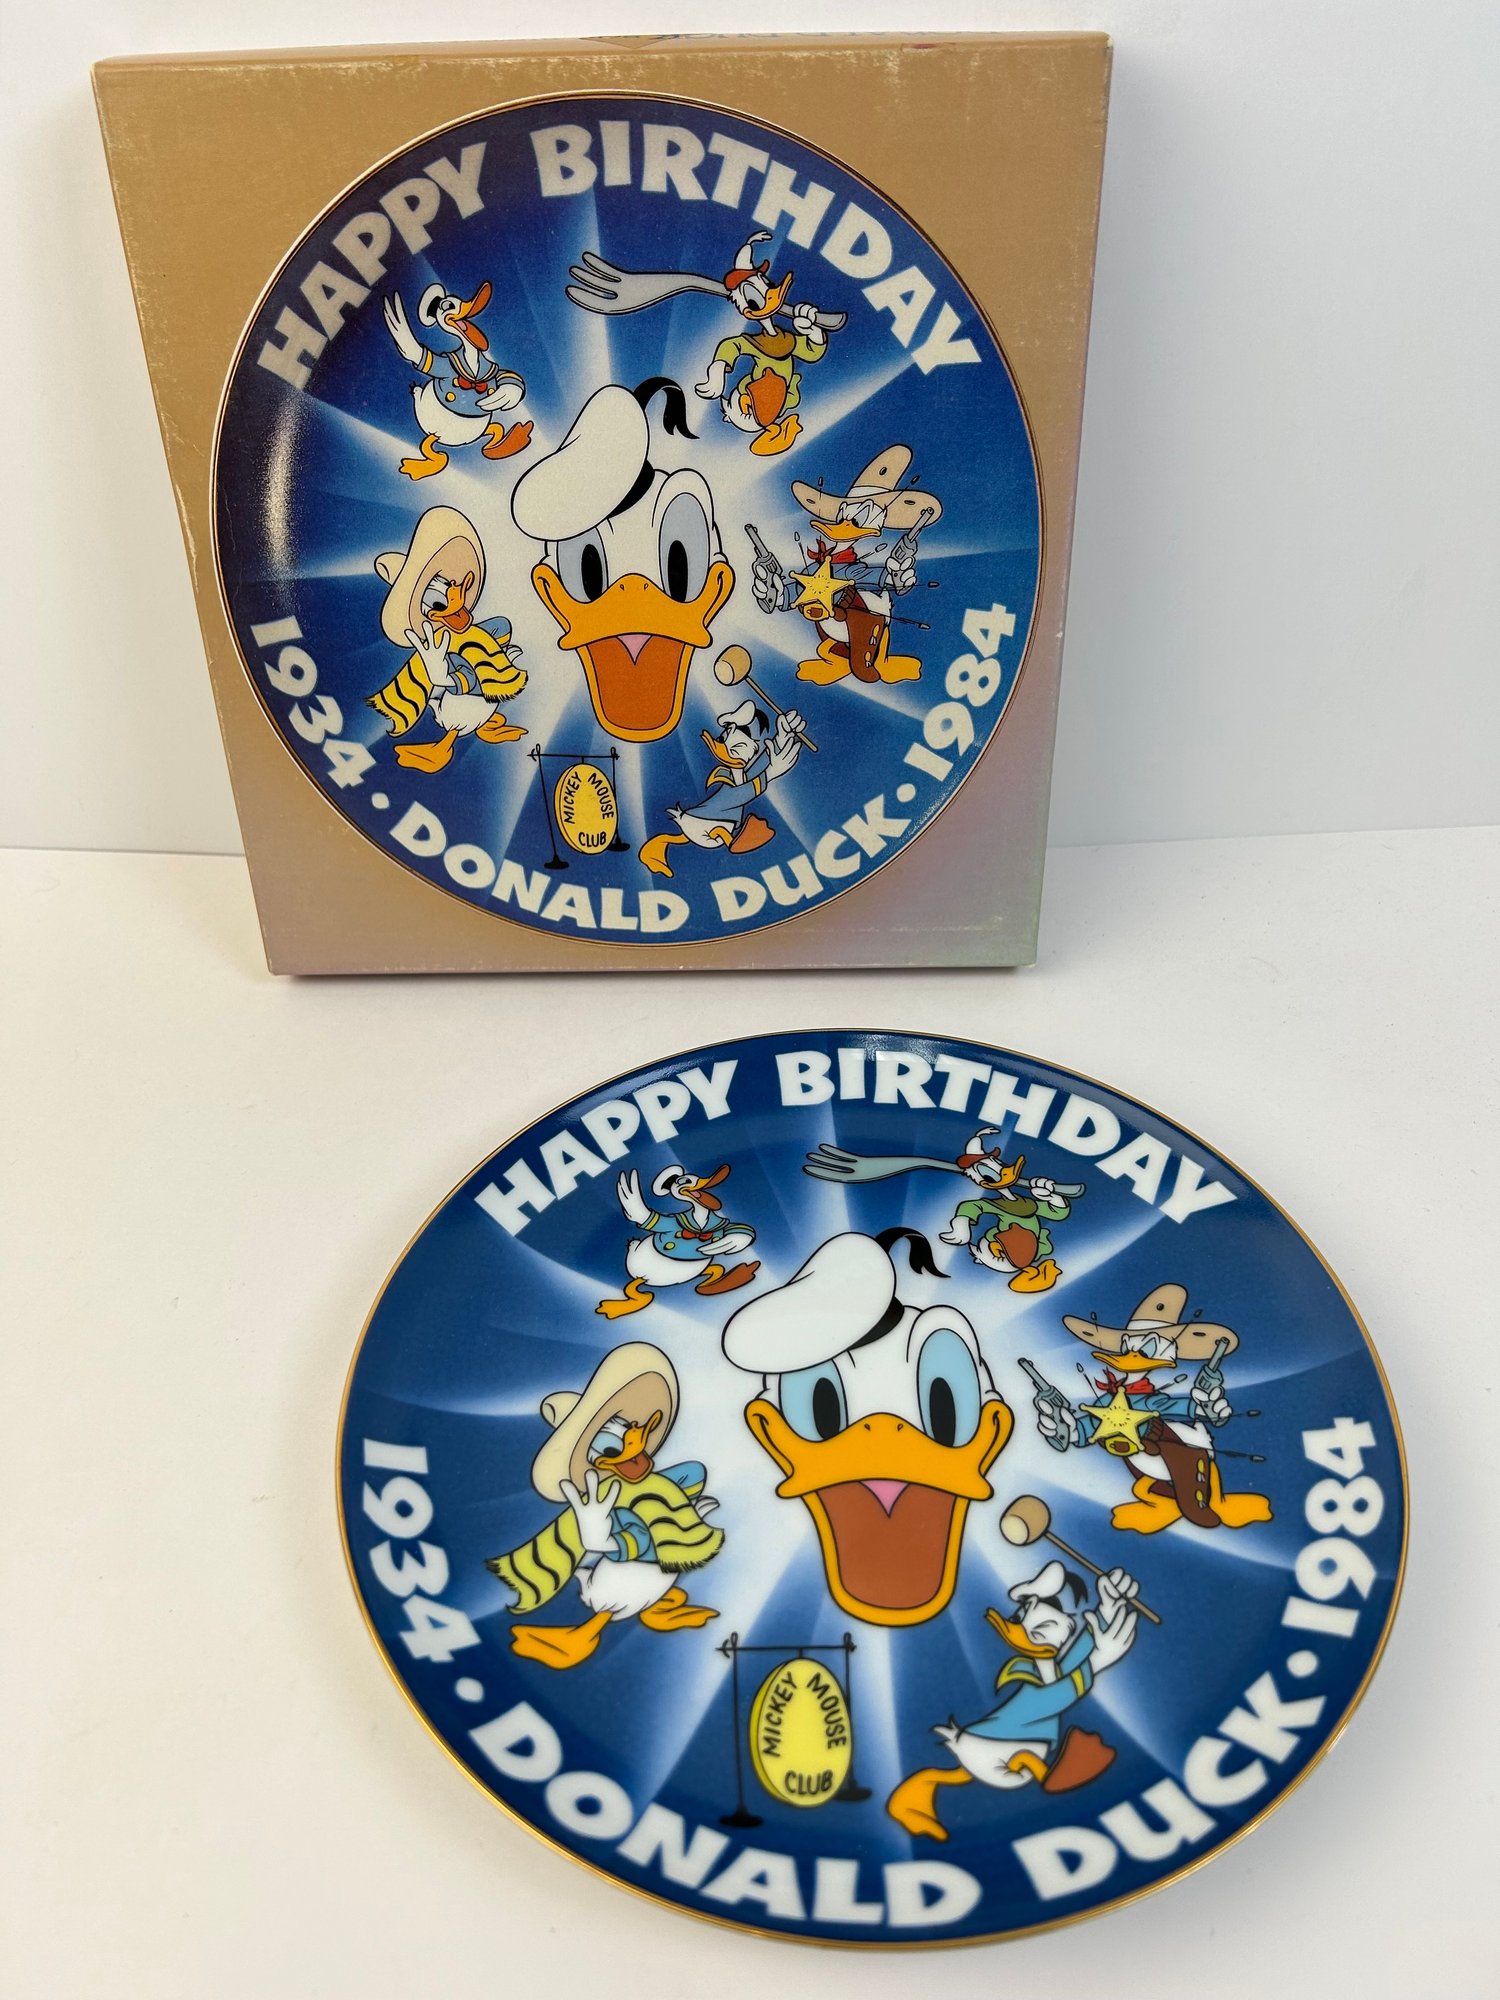 HAPPY BIRTHDAY
1934 · DONALD DUCK · 1984
MICKEY MOUSE CLUB
HAPPY BIRTHDAY
1934 · DONALD DUCK · 1984
MICKEY MOUSE CLUB